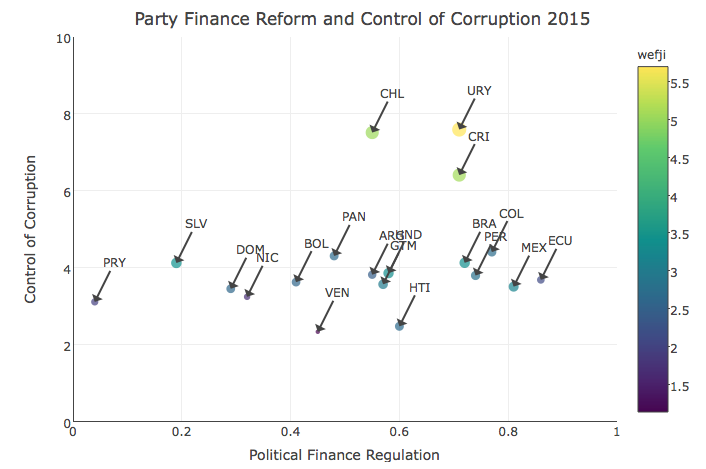 Party Finance Reform and Control of Corruption 2015
wefji
10
8
6
4
2
0
Control of Corruption
CHL
URY
CRI
SLV
PAN
COL
BRA
ARG
HND
PER
GTM
ECU
MEX
DOM
BOL
NIC
PRY
VEN
HTI
5.5
5
4.5
4
3.5
3
2.5
2
1.5
0
0.2
0.4
0.6
0.8
1
Political Finance Regulation